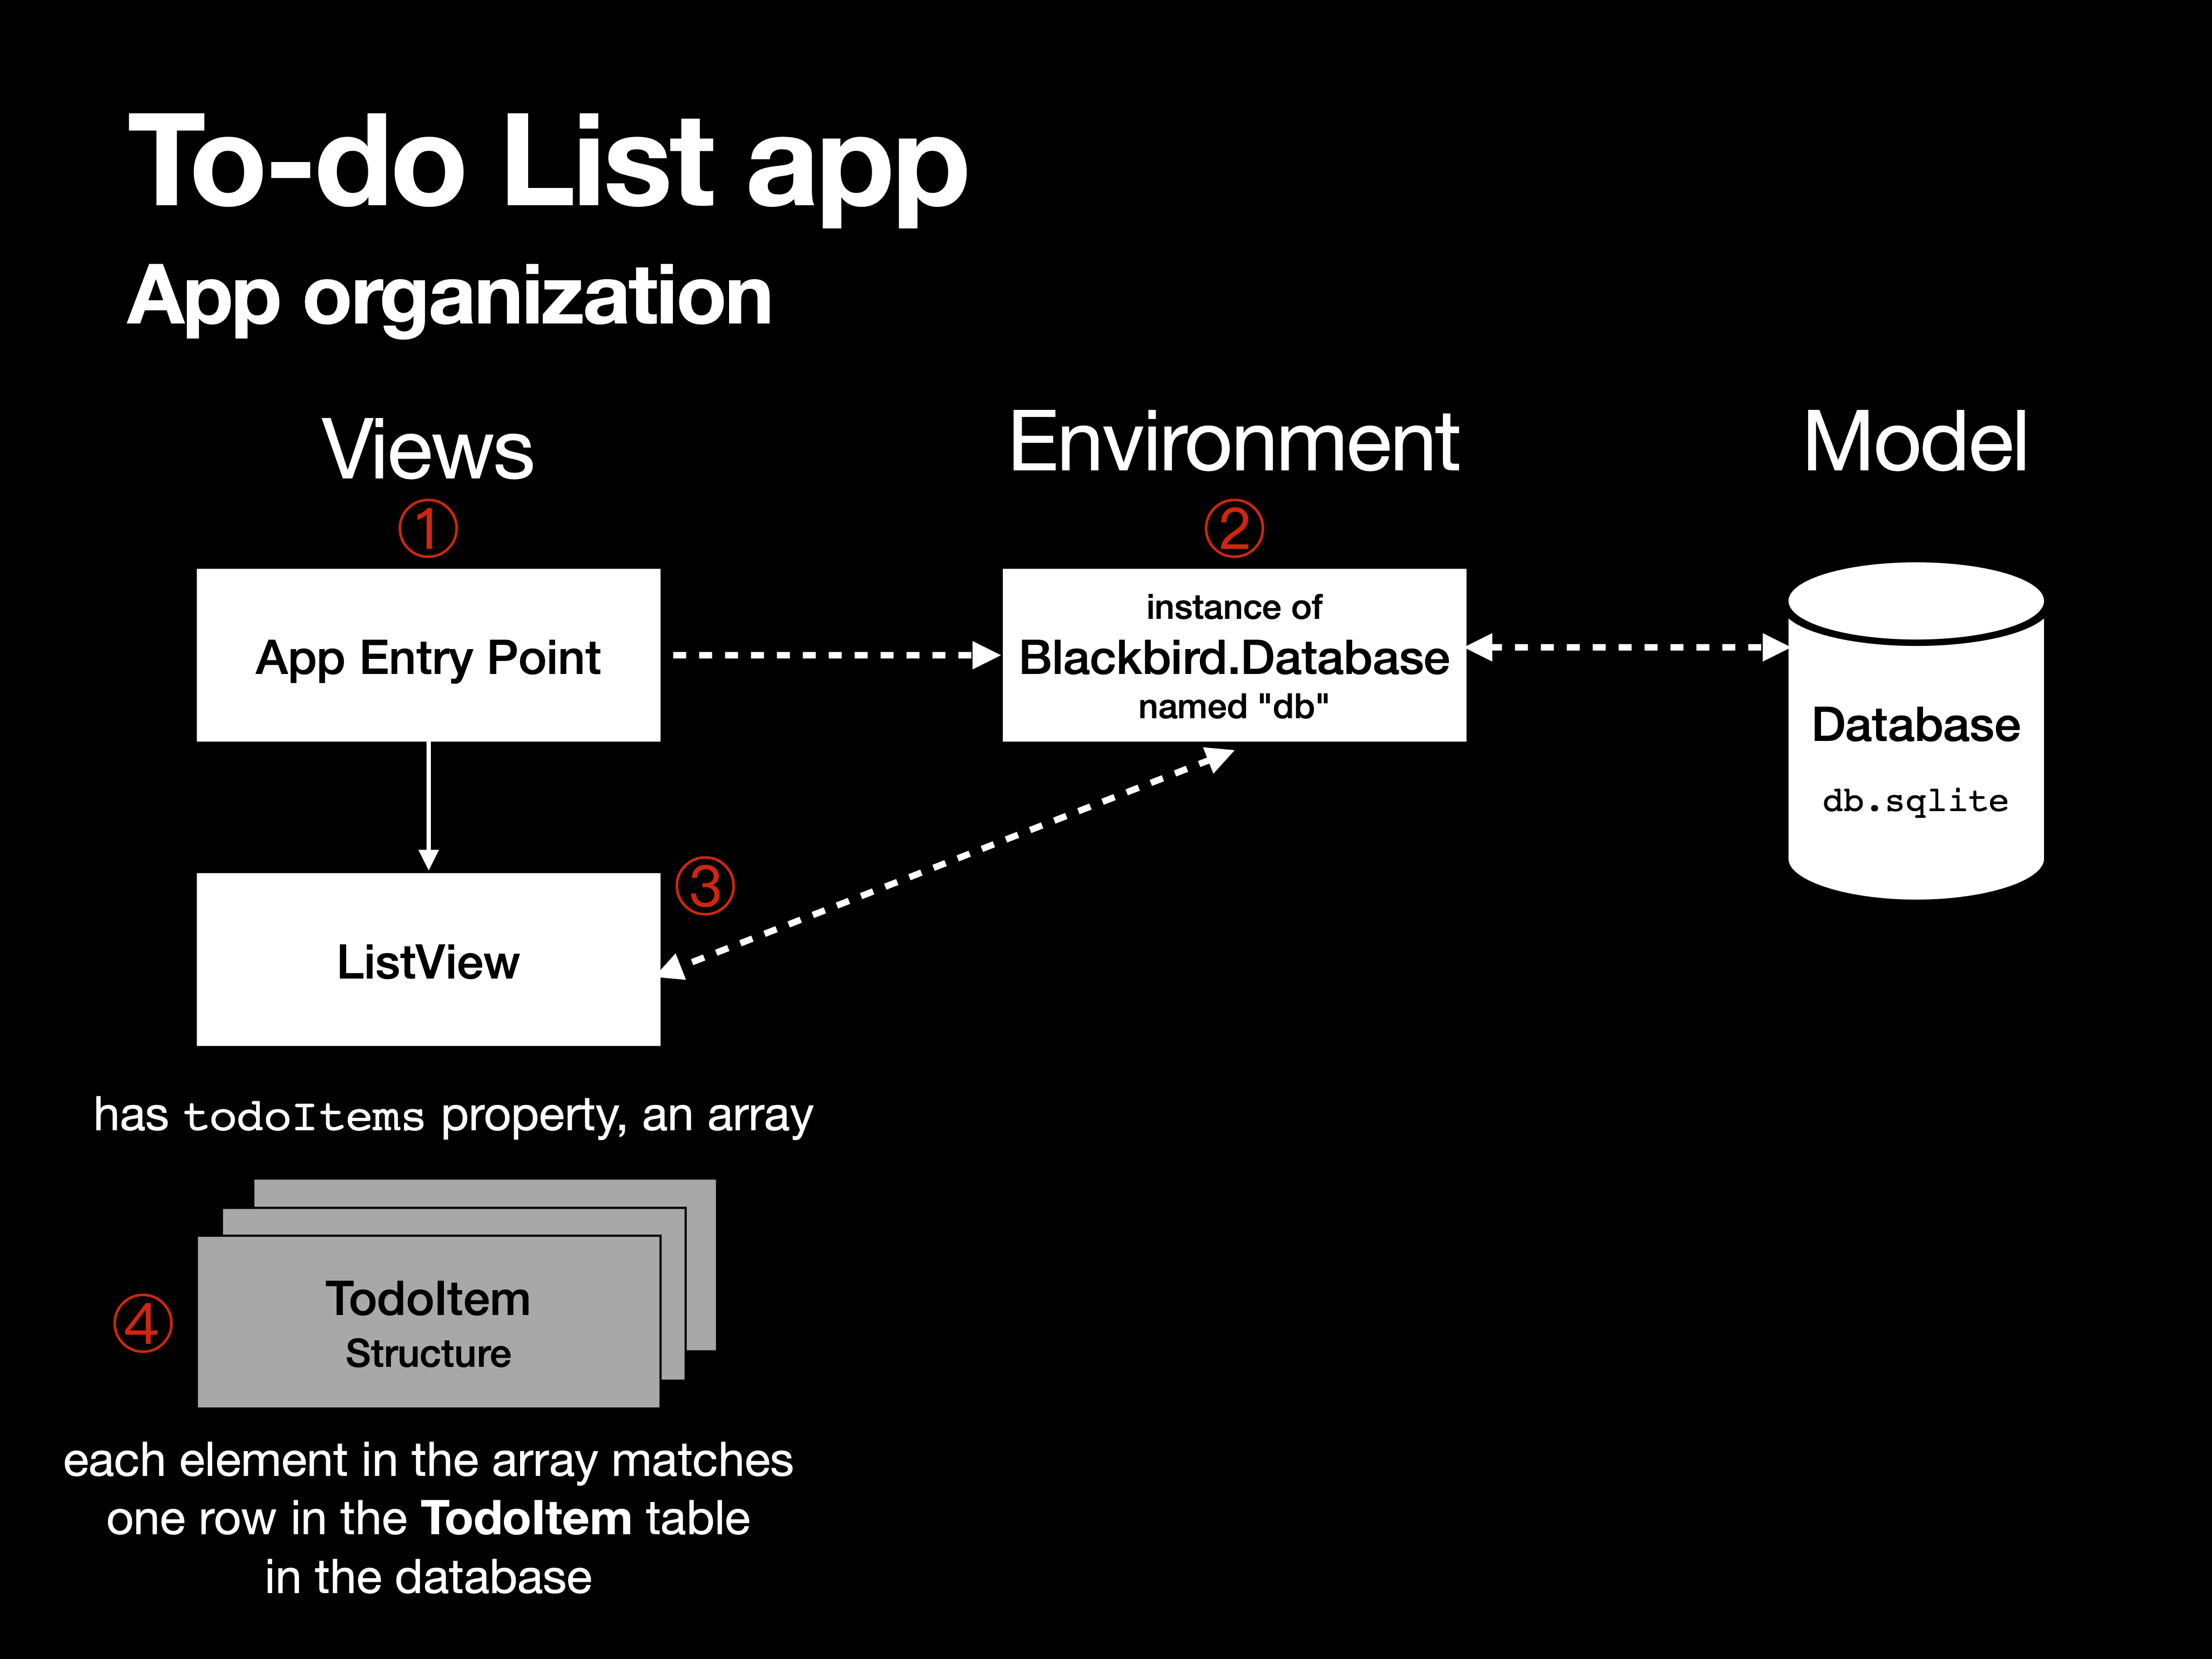 To-do List app
App organization
Views
Environment
Model
①
②
App Entry Point
instance of
Blackbird.Database
named "db"
Database
db.sqlite
③
ListView
has todoItems property, an array
④
TodoItem
Structure
each element in the array matches
one row in the TodoItem table
in the database